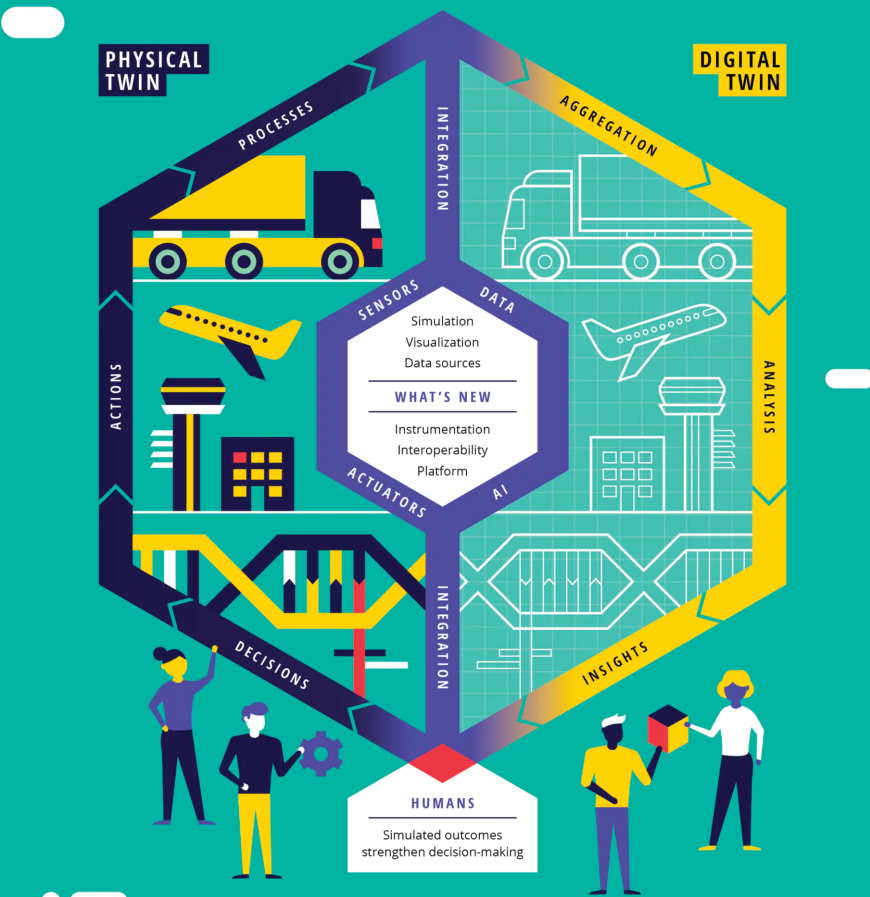 PHYSICAL
TWIN
DIGITAL
TWIN
PROCESSES
INTEGRATION
AGGREGATION
SENSORS
DATA
Simulation
Visualization
Data sources
WHAT'S NEW
Instrumentation
Interoperability
Platform
ACTIONS
ANALYSIS
ACTUATORS
AI
INTEGRATION
DECISIONS
INSIGHTS
HUMANS
Simulated outcomes
strengthen decision-making